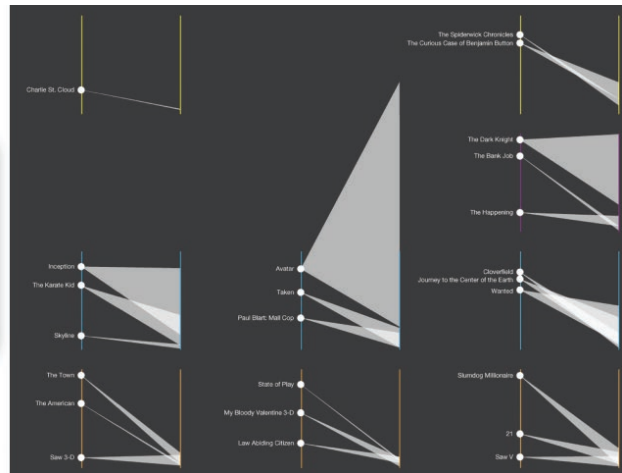 The Spiderwick Chronicles
The Curious Case of Benjamin Button
Charlie St. Cloud
The Dark Knight
The Bank Job
The Happening
Inception
The Karate Kid
Skyline
Avatar
Taken
Paul Blart: Mall Cop
Cloverfield
Journey to the Center of the Earth
Wanted
The Town
The American
Saw 3-D
State of Play
My Bloody Valentine 3-D
Law Abiding Citizen
Slumdog Millionaire
21
Saw V